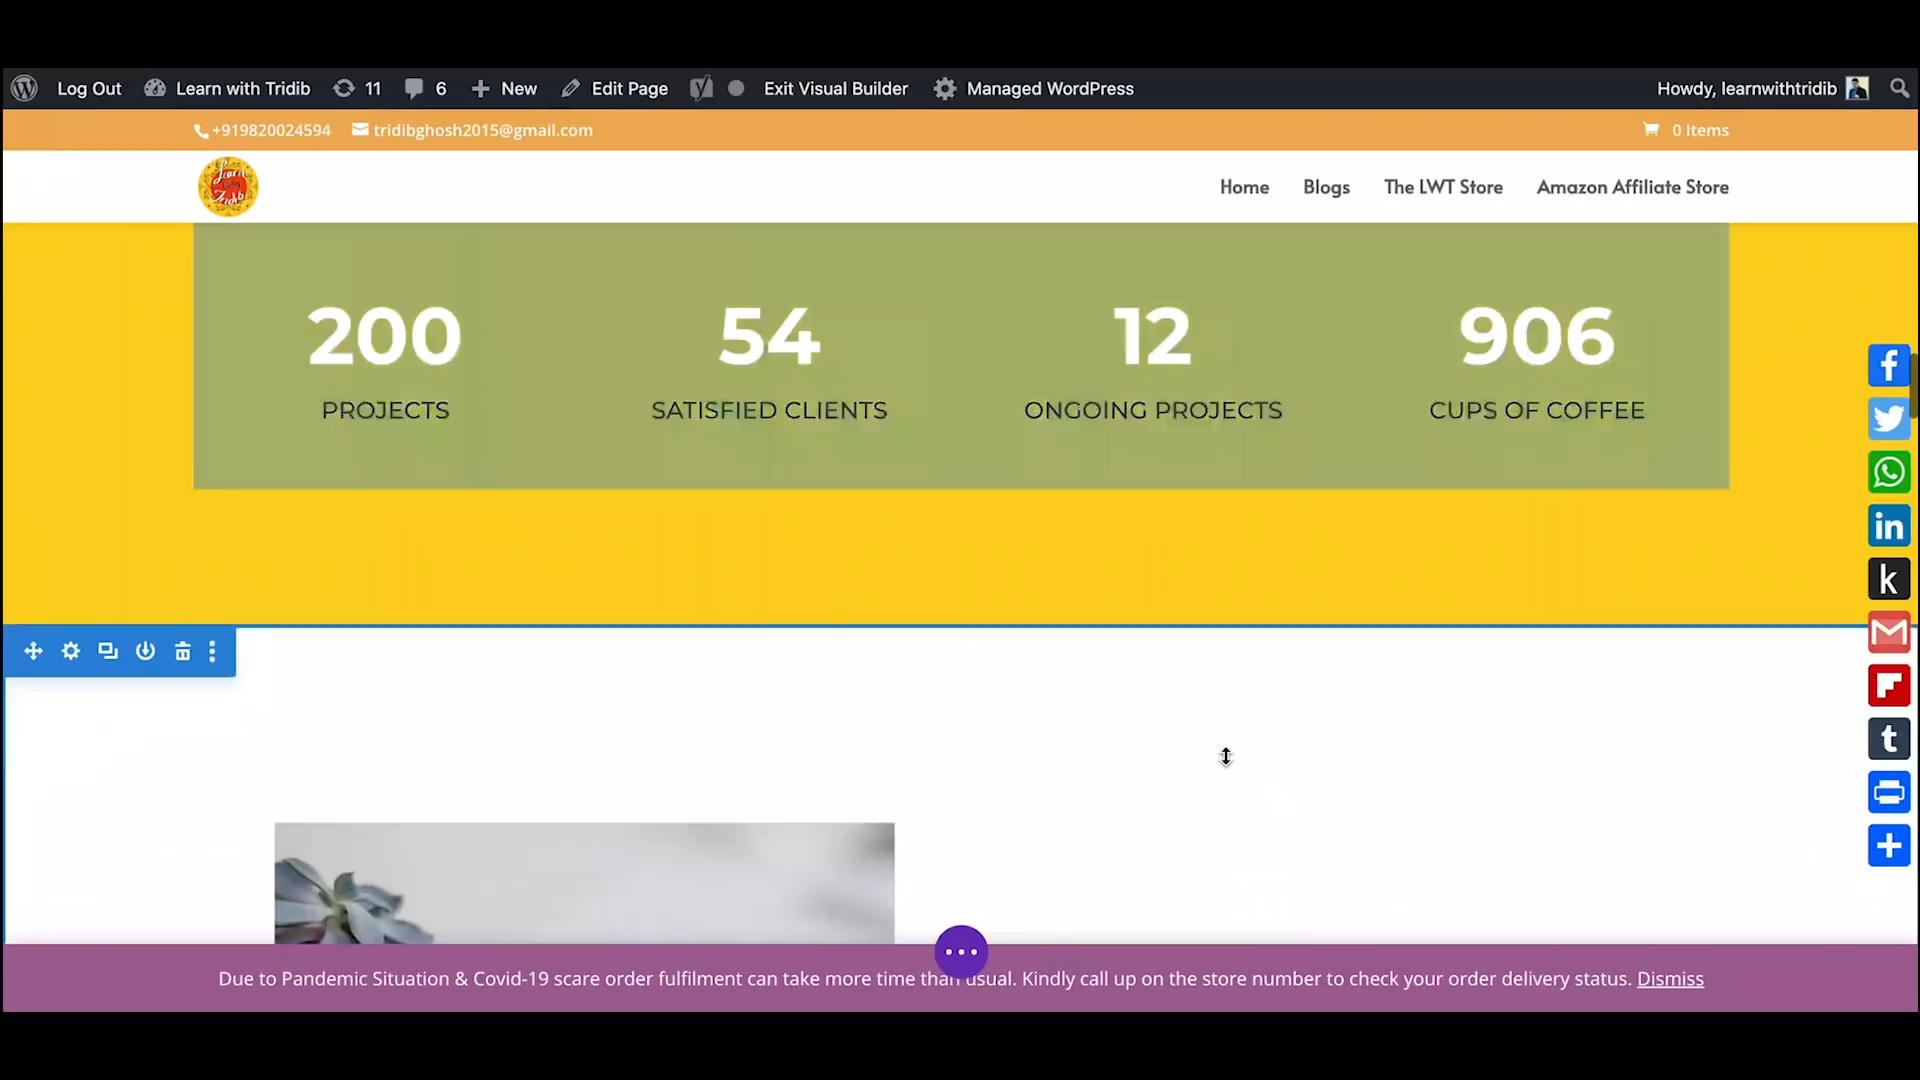 Log Out Learn with Tridib 11 6 New Edit Page Exit Visual Builder Managed WordPress Howdy, learnwithtridib
+919820024594 tridibghosh2015@gmail.com 0 Items
Learn with Tridib
Home Blogs The LWT Store Amazon Affiliate Store
200 54 12 906
PROJECTS SATISFIED CLIENTS ONGOING PROJECTS CUPS OF COFFEE
Due to Pandemic Situation & Covid-19 scare order fulfilment can take more time than usual. Kindly call up on the store number to check your order delivery status. Dismiss